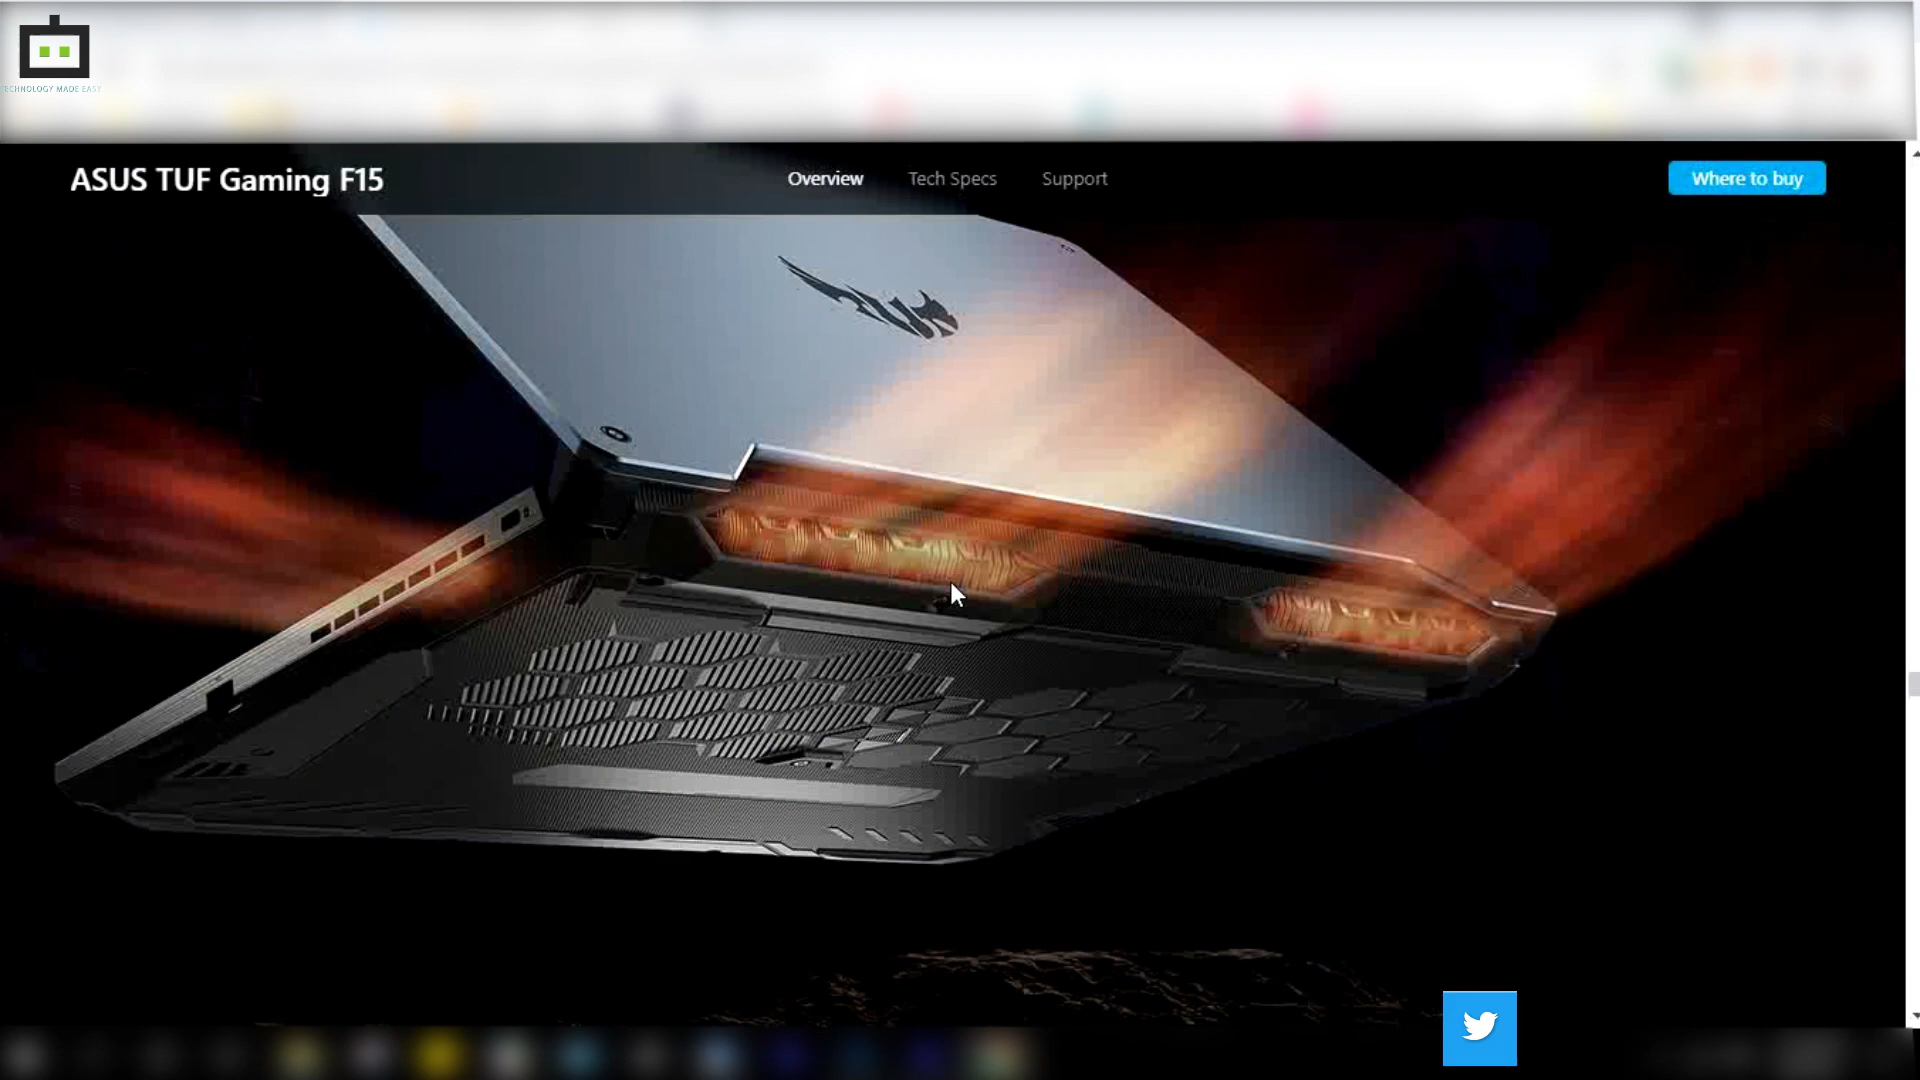 TECHNOLOGY MADE EASY
ASUS TUF Gaming F15
Overview
Tech Specs
Support
Where to buy